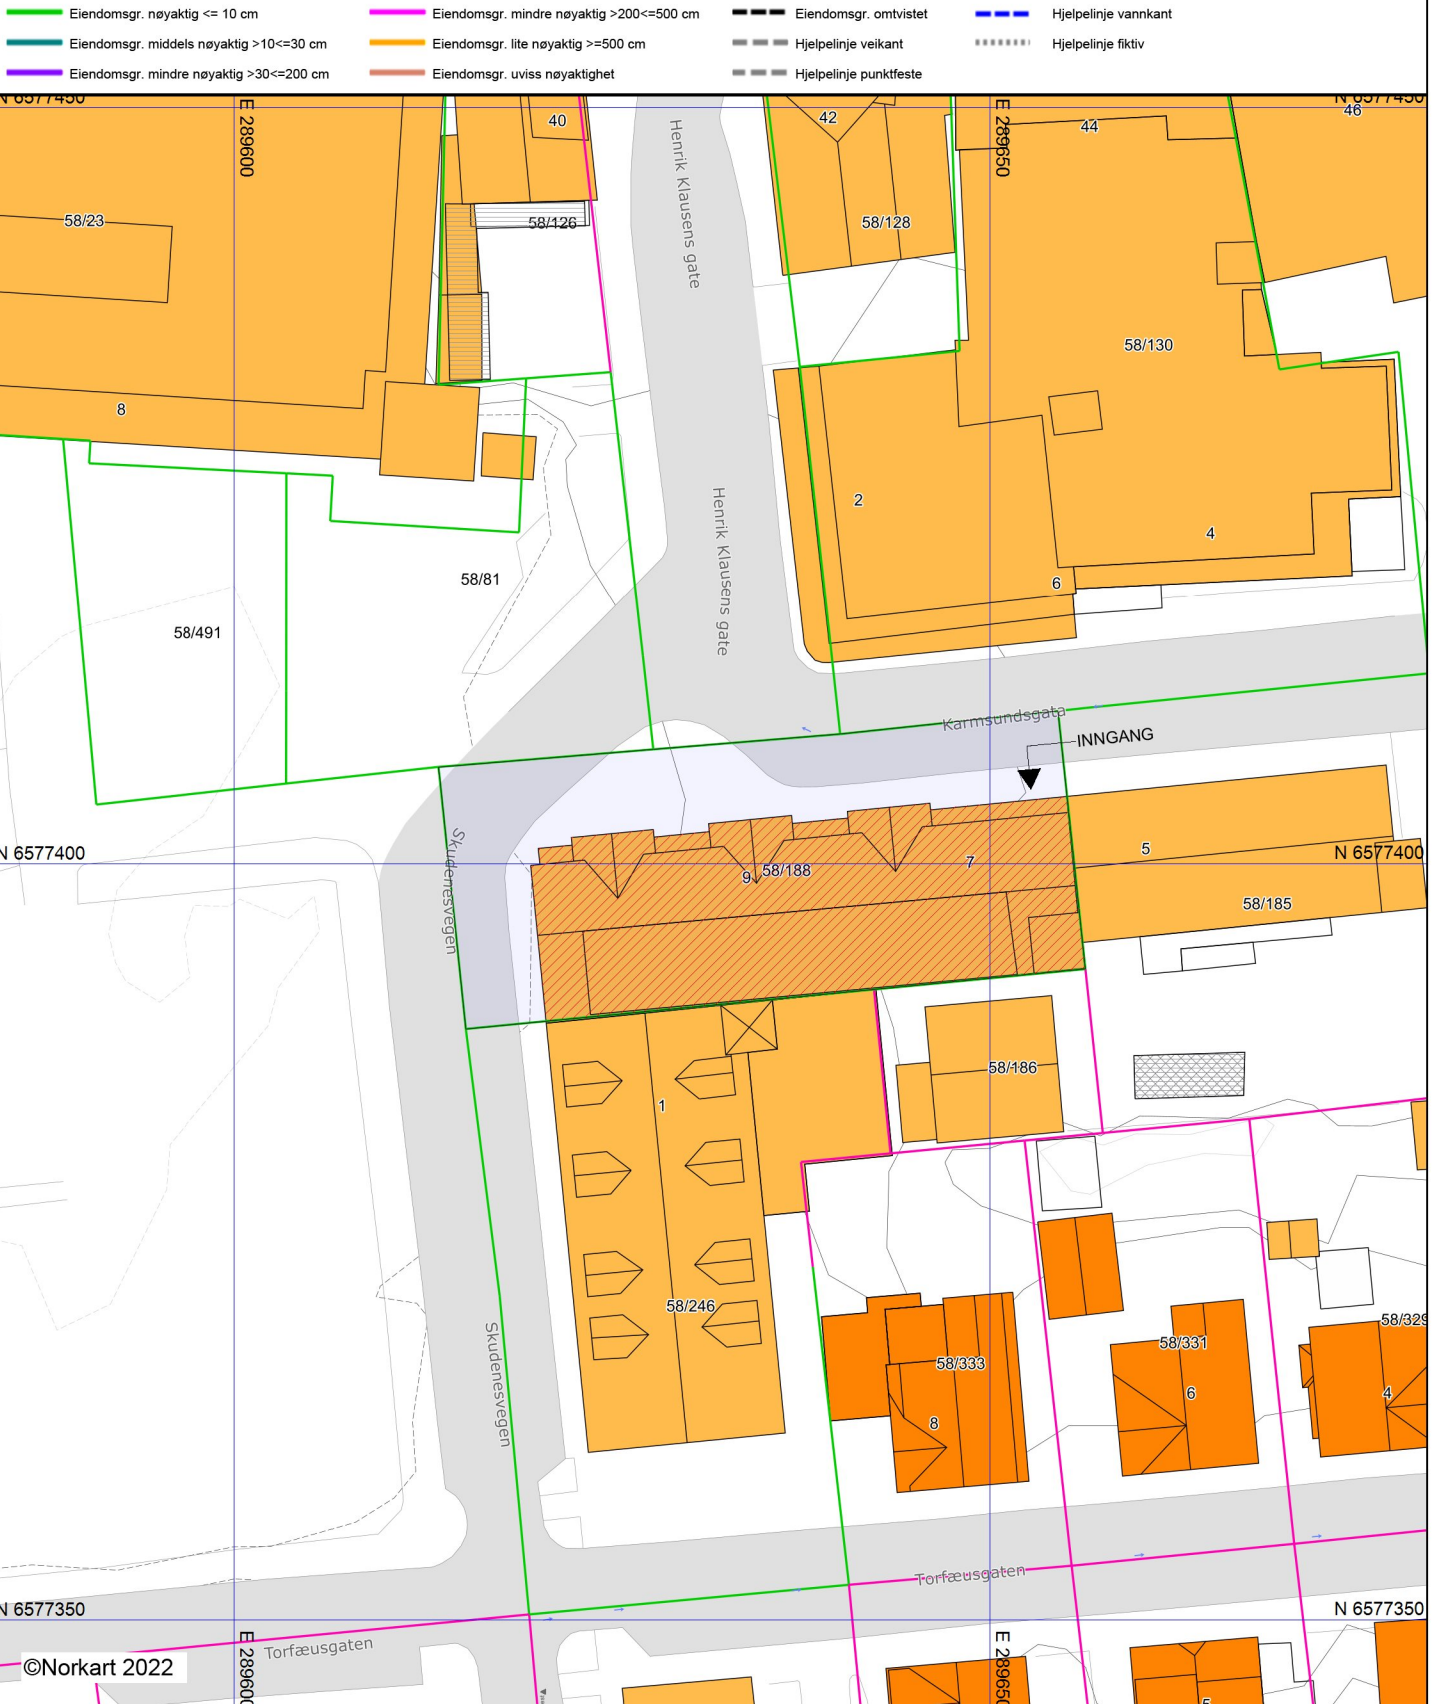 Eiendomsgr. nøyaktig <= 10 cm
Eiendomsgr. mindre nøyaktig >200<=500 cm
Eiendomsgr. omtvistet
Hjelpelinje vannkant
Eiendomsgr. middels nøyaktig >10<=30 cm
Eiendomsgr. lite nøyaktig >=500 cm
Hjelpelinje veikant
Hjelpelinje fiktiv
Eiendomsgr. mindre nøyaktig >30<=200 cm
Eiendomsgr. uviss nøyaktighet
Hjelpelinje punktfeste
N 6577450
N 6577450
E 289600
E 289650
40
42
44
46
58/23
58/126
Henrik Klausens gate
58/128
58/130
8
2
4
Henrik Klausens gate
58/81
6
58/491
Karmsundsgata
INNGANG
Skudenesvegen
N 6577400
5
N 6577400
9
58/188
7
58/185
58/186
1
58/246
Skudenesvegen
58/333
58/331
58/329
8
6
4
Torfæusgaten
N 6577350
N 6577350
Torfæusgaten
E 289600
E 289650
©Norkart 2022
5